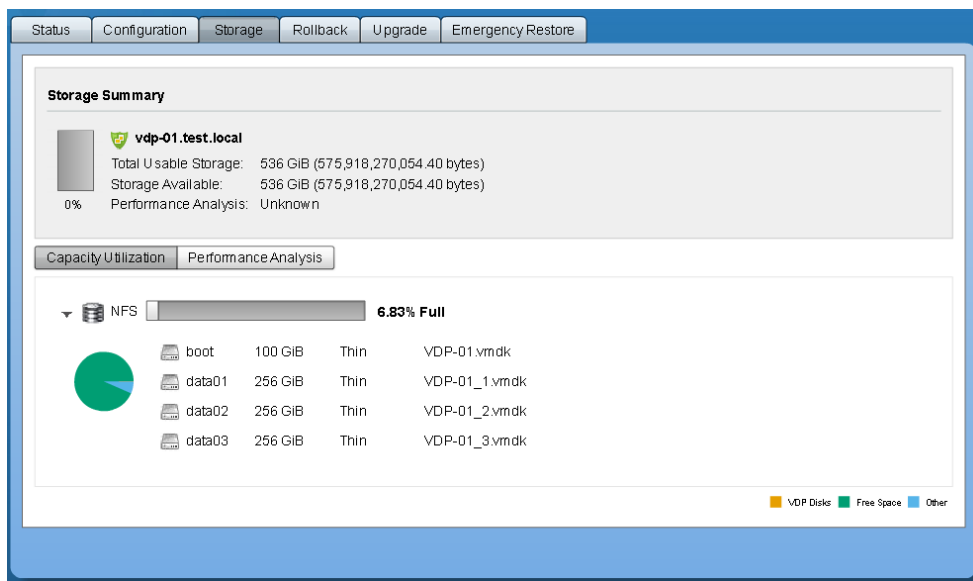 Status Configuration Storage Rollback Upgrade Emergency Restore
Storage Summary
vdp-01.test.local
Total Usable Storage: 536 GiB (575,918,270,054.40 bytes)
Storage Available: 536 GiB (575,918,270,054.40 bytes)
0% Performance Analysis: Unknown
Capacity Utilization Performance Analysis
NFS 6.83% Full
boot 100 GiB Thin VDP-01.vmdk
data01 256 GiB Thin VDP-01_1.vmdk
data02 256 GiB Thin VDP-01_2.vmdk
data03 256 GiB Thin VDP-01_3.vmdk
VDP Disks Free Space Other